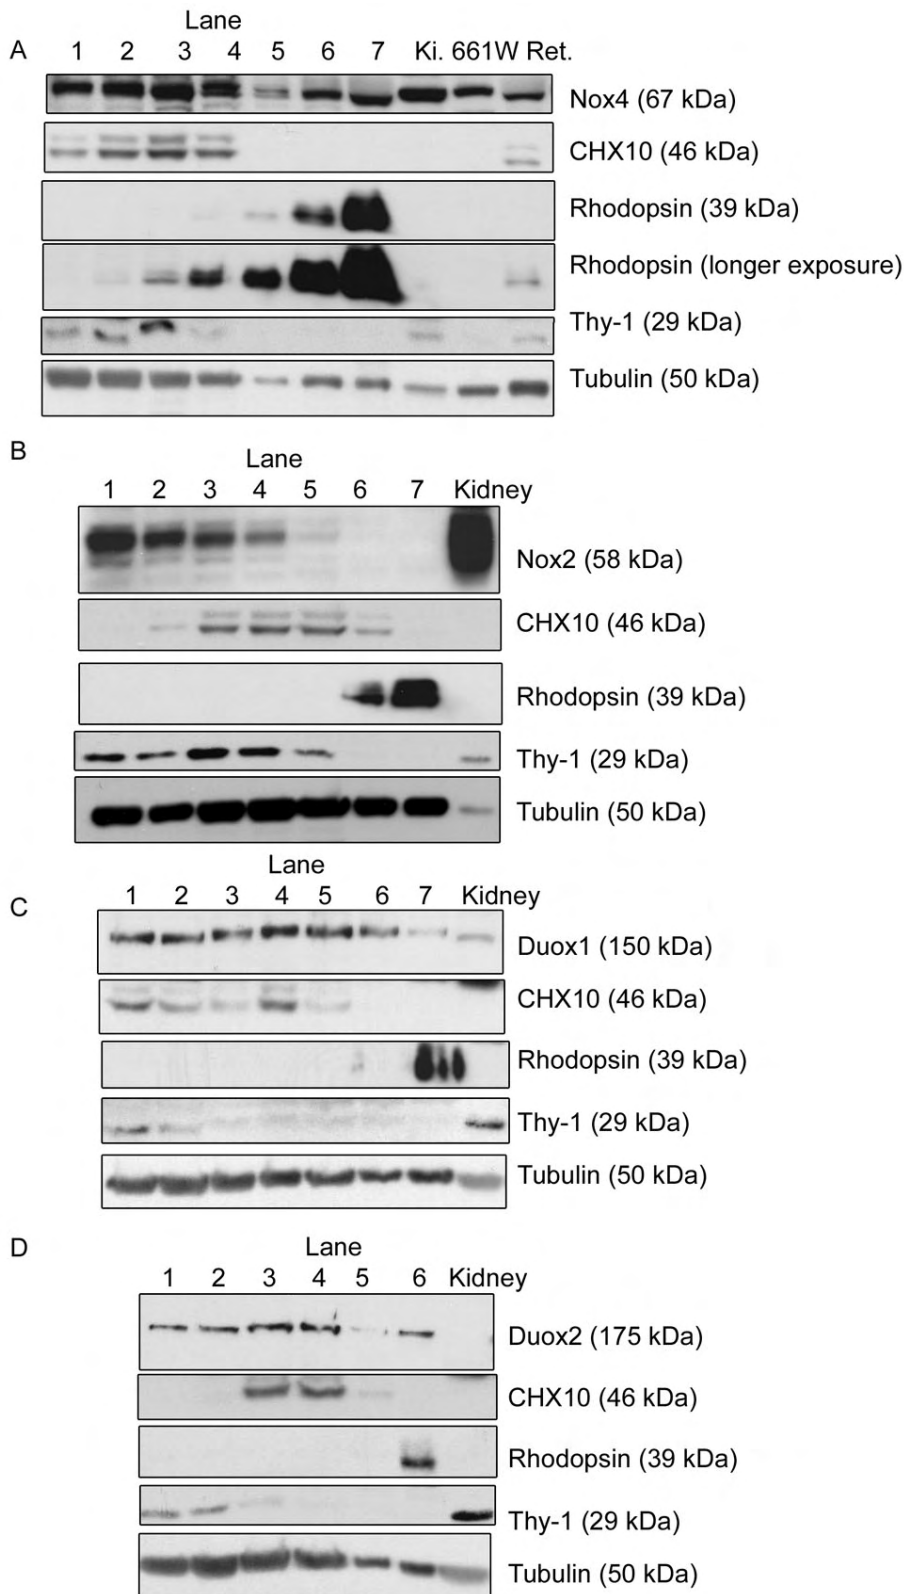 Lane
A 1 2 3 4 5 6 7 Ki. 661W Ret.
Nox4 (67 kDa)
CHX10 (46 kDa)
Rhodopsin (39 kDa)
Rhodopsin (longer exposure)
Thy-1 (29 kDa)
Tubulin (50 kDa)
B
Lane
1 2 3 4 5 6 7 Kidney
Nox2 (58 kDa)
CHX10 (46 kDa)
Rhodopsin (39 kDa)
Thy-1 (29 kDa)
Tubulin (50 kDa)
Lane
C 1 2 3 4 5 6 7 Kidney
Duox1 (150 kDa)
CHX10 (46 kDa)
Rhodopsin (39 kDa)
Thy-1 (29 kDa)
Tubulin (50 kDa)
D Lane
1 2 3 4 5 6 Kidney
Duox2 (175 kDa)
CHX10 (46 kDa)
Rhodopsin (39 kDa)
Thy-1 (29 kDa)
Tubulin (50 kDa)